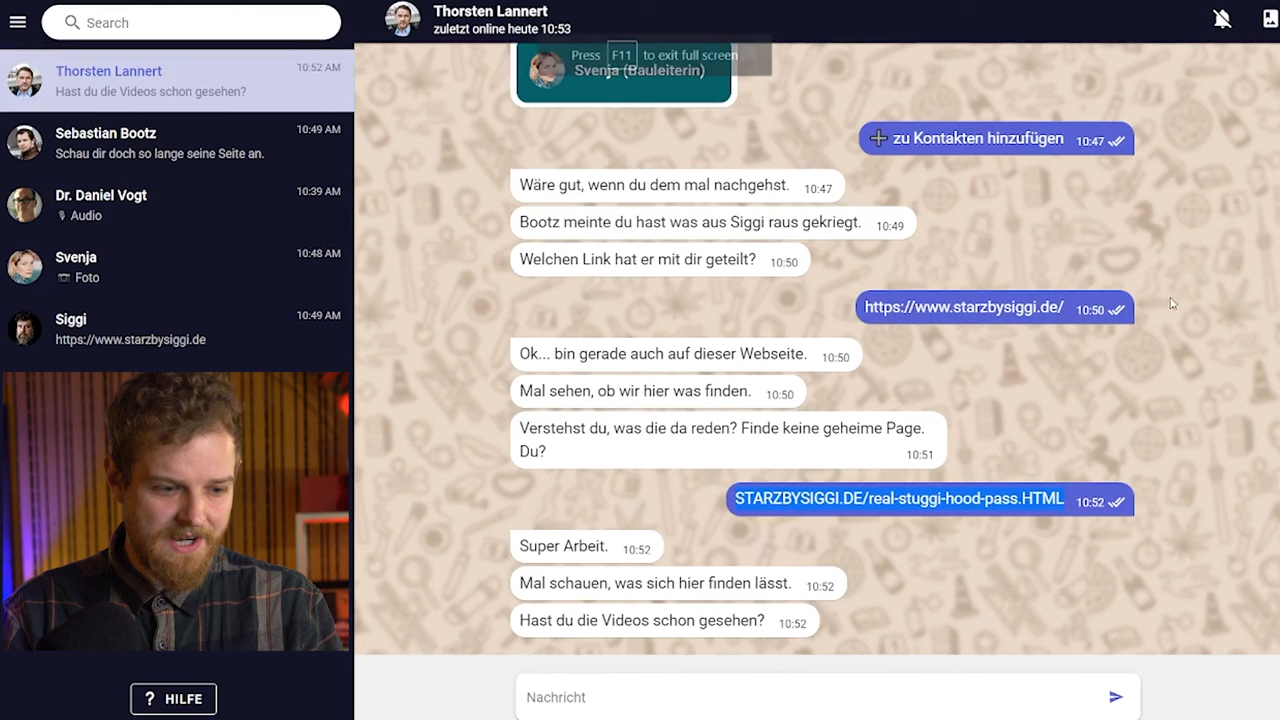 Search
Thorsten Lannert
10:52 AM
Hast du die Videos schon gesehen?
Sebastian Bootz
10:49 AM
Schau dir doch so lange seine Seite an.
Dr. Daniel Vogt
10:39 AM
Audio
Svenja
10:48 AM
Foto
Siggi
10:49 AM
https://www.starzbysiggi.de
? HILFE
Thorsten Lannert
zuletzt online heute 10:53
Press F11 to exit full screen
Svenja (Bauleiterin)
zu Kontakten hinzufügen 10:47
Wäre gut, wenn du dem mal nachgehst. 10:47
Bootz meinte du hast was aus Siggi raus gekriegt. 10:49
Welchen Link hat er mit dir geteilt? 10:50
https://www.starzbysiggi.de/ 10:50
Ok... bin gerade auch auf dieser Webseite. 10:50
Mal sehen, ob wir hier was finden. 10:50
Verstehst du, was die da reden? Finde keine geheime Page.
Du? 10:51
STARZBYSIGGI.DE/real-stuggi-hood-pass.HTML 10:52
Super Arbeit. 10:52
Mal schauen, was sich hier finden lässt. 10:52
Hast du die Videos schon gesehen? 10:52
Nachricht